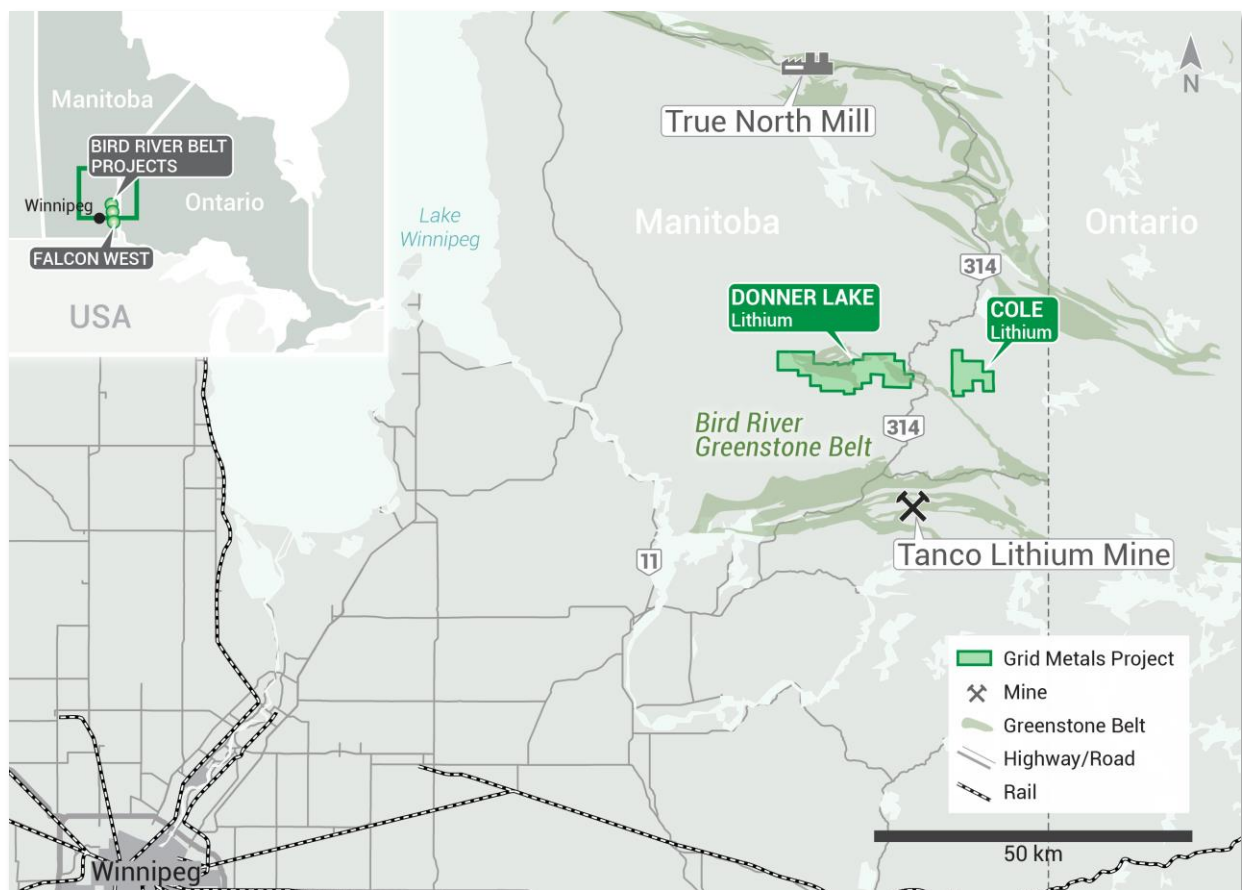 Manitoba
BIRD RIVER BELT
PROJECTS
Winnipeg
Ontario
FALCON WEST
USA
N
True North Mill
Lake
Winnipeg
Manitoba
Ontario
314
DONNER LAKE
Lithium
COLE
Lithium
Bird River
Greenstone Belt
314
11
Tanco Lithium Mine
Grid Metals Project
Mine
Greenstone Belt
Highway/Road
Rail
50 km
Winnipeg